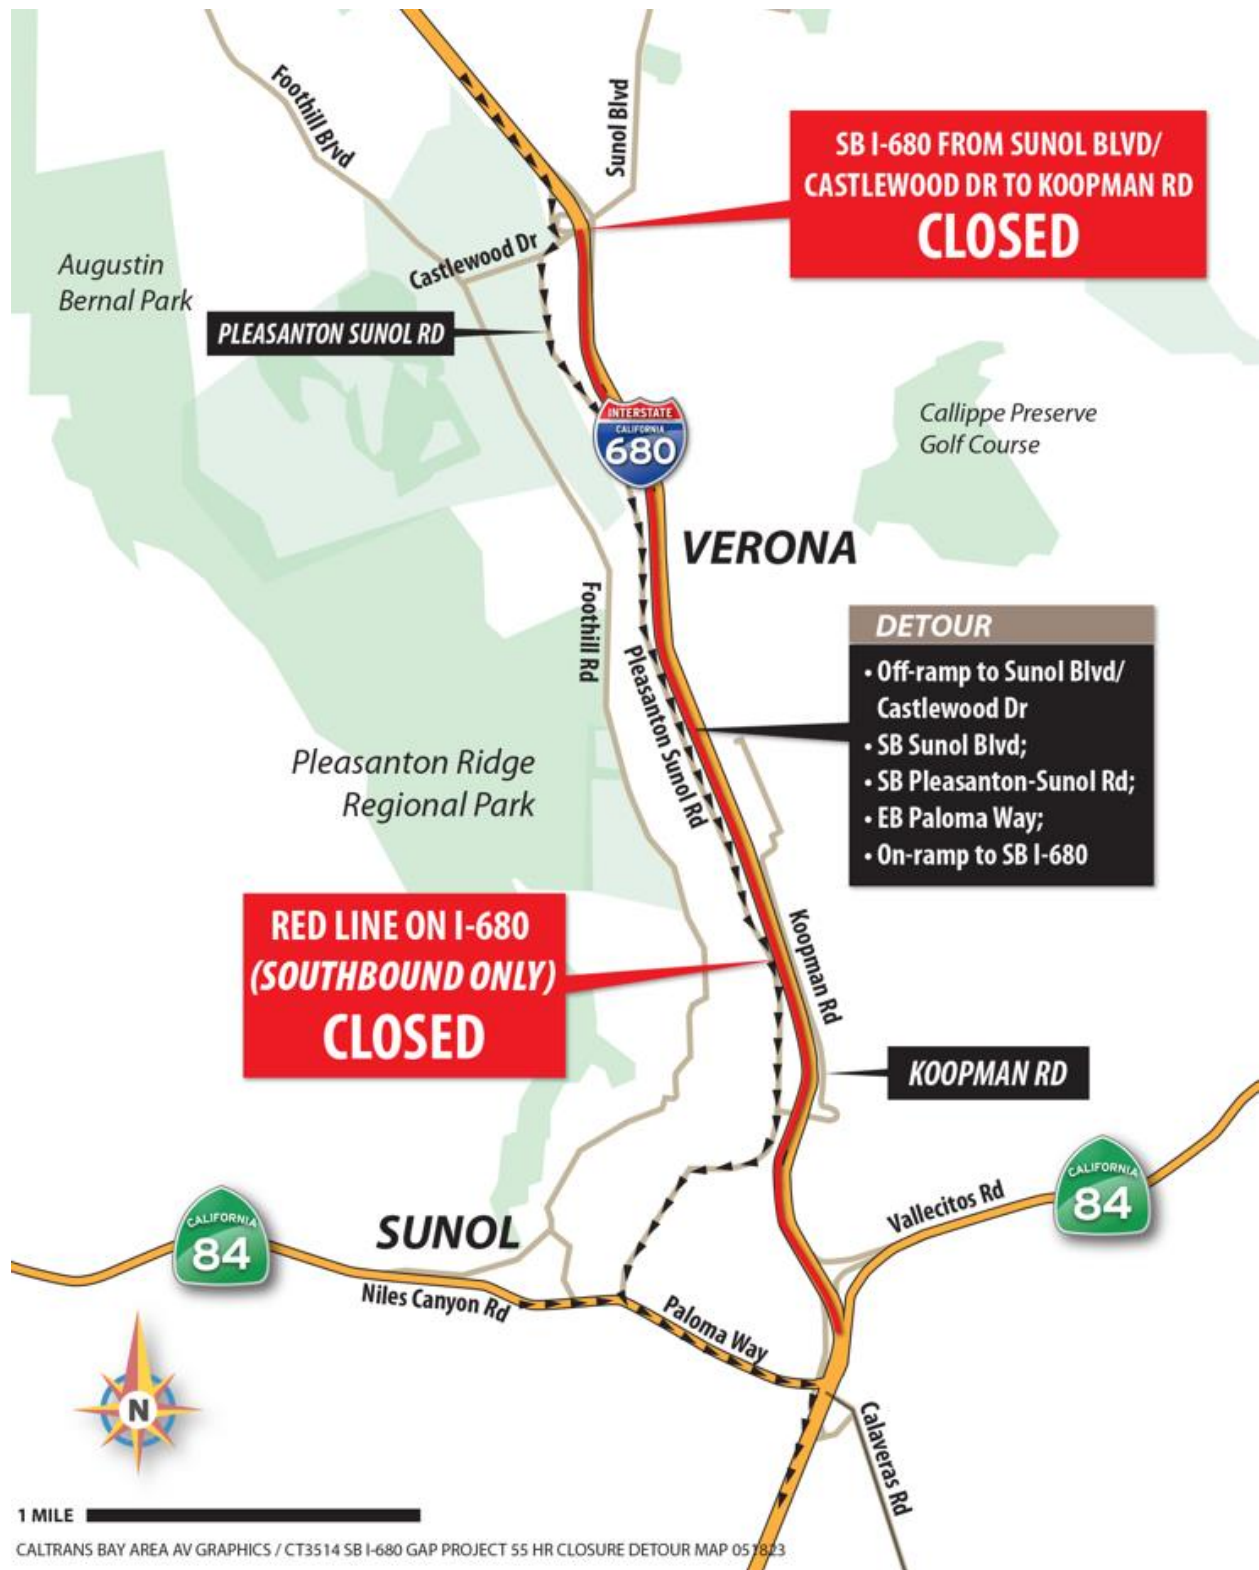 Foothill Blvd
Sunol Blvd
SB I-680 FROM SUNOL BLVD/
CASTLEWOOD DR TO KOOPMAN RD
CLOSED
Castlewood Dr
Augustin
Bernal Park
PLEASANTON SUNOL RD
INTERSTATE
CALIFORNIA
680
Callippe Preserve
Golf Course
VERONA
Foothill Rd
Pleasanton Sunol Rd
DETOUR
• Off-ramp to Sunol Blvd/
Castlewood Dr
• SB Sunol Blvd;
• SB Pleasanton-Sunol Rd;
• EB Paloma Way;
• On-ramp to SB I-680
Pleasanton Ridge
Regional Park
RED LINE ON I-680
(SOUTHBOUND ONLY)
CLOSED
Koopman Rd
KOOPMAN RD
CALIFORNIA
84
Vallecitos Rd
CALIFORNIA
84
SUNOL
Niles Canyon Rd
Paloma Way
Calaveras Rd
N
1 MILE
CALTRANS BAY AREA AV GRAPHICS / CT3514 SB I-680 GAP PROJECT 55 HR CLOSURE DETOUR MAP 051823